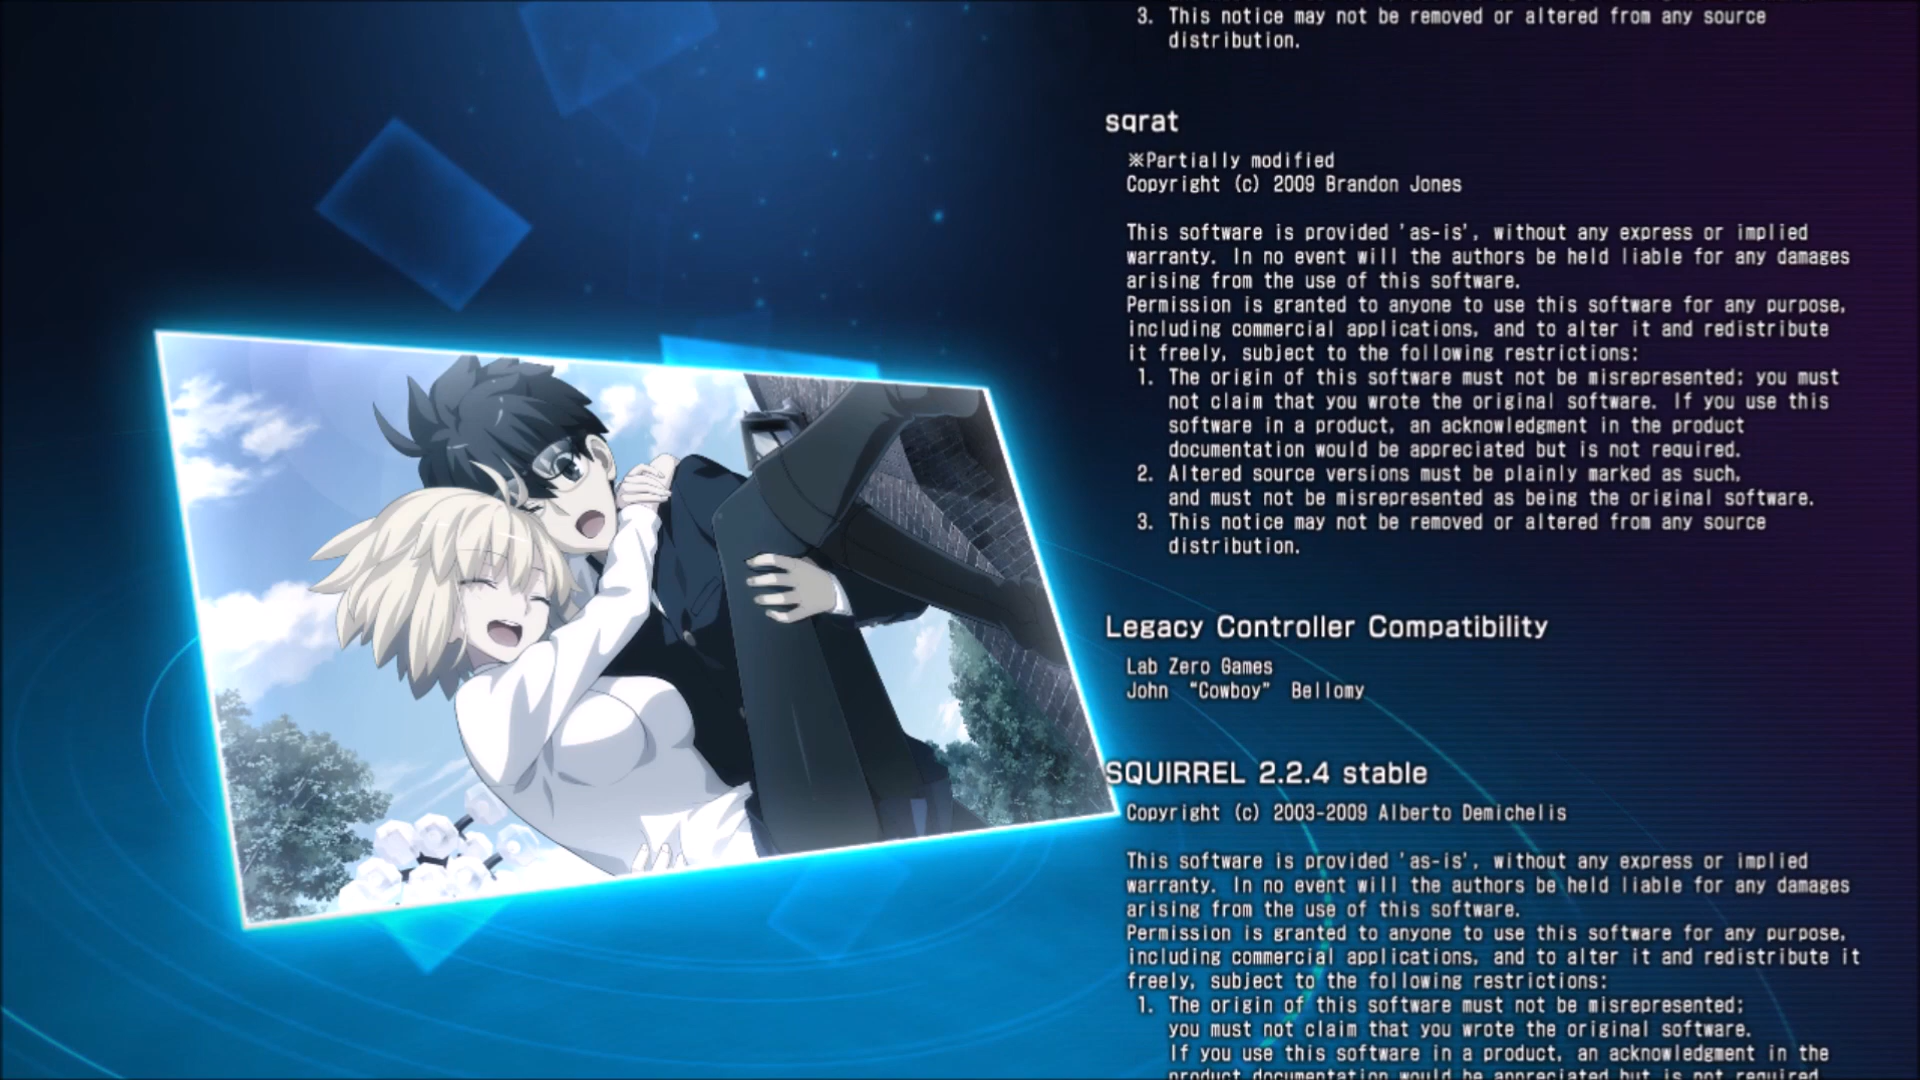 3. This notice may not be removed or altered from any source
distribution.
sqrat
※Partially modified
Copyright (c) 2009 Brandon Jones
This software is provided 'as-is', without any express or implied
warranty. In no event will the authors be held liable for any damages
arising from the use of this software.
Permission is granted to anyone to use this software for any purpose,
including commercial applications, and to alter it and redistribute
it freely, subject to the following restrictions:
1. The origin of this software must not be misrepresented; you must
not claim that you wrote the original software. If you use this
software in a product, an acknowledgment in the product
documentation would be appreciated but is not required.
2. Altered source versions must be plainly marked as such,
and must not be misrepresented as being the original software.
3. This notice may not be removed or altered from any source
distribution.
Legacy Controller Compatibility
Lab Zero Games
John “Cowboy” Bellomy
SQUIRREL 2.2.4 stable
Copyright (c) 2003-2009 Alberto Demichelis
This software is provided 'as-is', without any express or implied
warranty. In no event will the authors be held liable for any damages
arising from the use of this software.
Permission is granted to anyone to use this software for any purpose,
including commercial applications, and to alter it and redistribute it
freely, subject to the following restrictions:
1. The origin of this software must not be misrepresented;
you must not claim that you wrote the original software.
If you use this software in a product, an acknowledgment in the
product documentation would be appreciated but is not required.